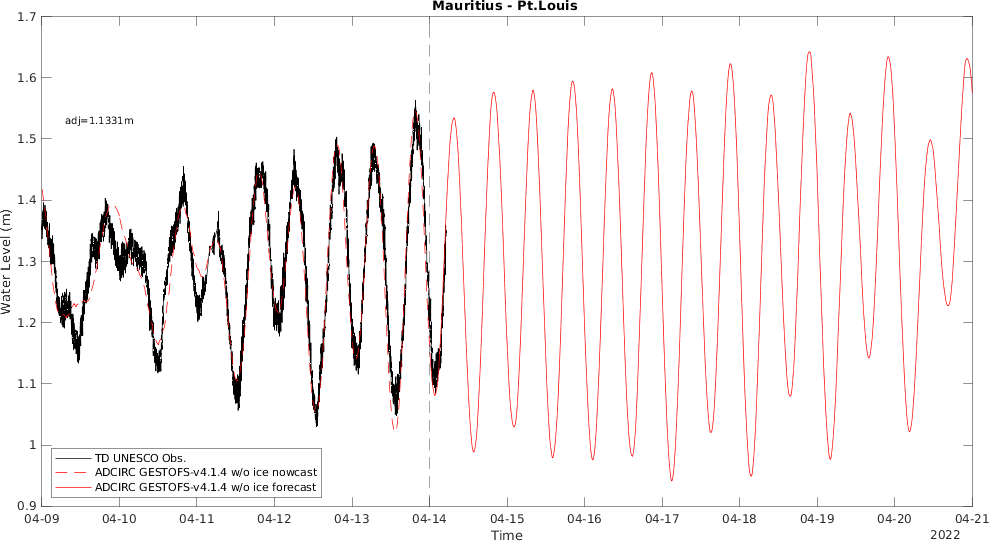 Mauritius - Pt.Louis
1.7
1.6
1.5
1.4
1.3
1.2
1.1
1
0.9
Water Level (m)
adj=1.1331m
TD UNESCO Obs.
ADCIRC GESTOFS-v4.1.4 w/o ice nowcast
ADCIRC GESTOFS-v4.1.4 w/o ice forecast
04-09 04-10 04-11 04-12 04-13 04-14 04-15 04-16 04-17 04-18 04-19 04-20 04-21
Time
2022